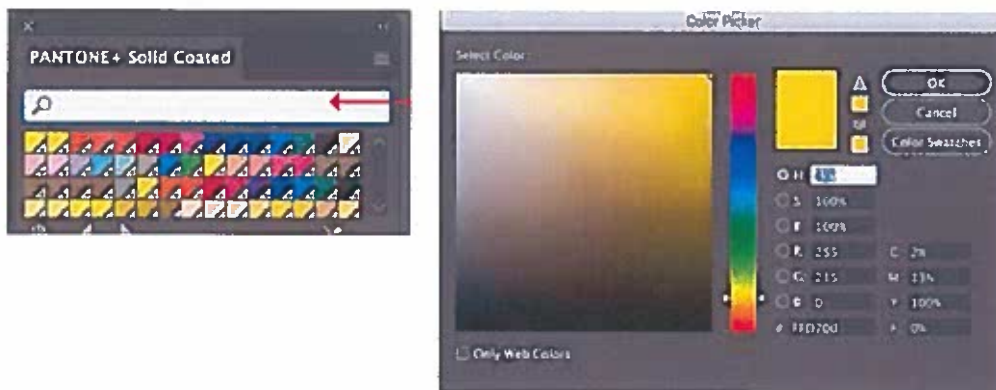 PANTONE+ Solid Coated
Color Picker
Select Color:
OK
Cancel
Color Swatches
H:
S: 100%
B: 100%
R: 255
G: 215
B: 0
# FFD700
C: 2%
M: 13%
Y: 100%
K: 0%
Only Web Colors